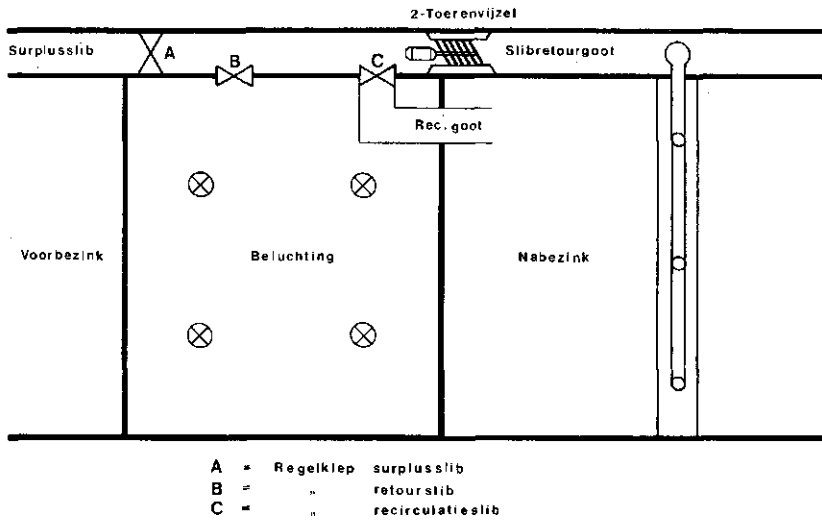 2-Toerenvijzel
Surplusslib
A
B
C
Slibretourgoot
Rec. goot
Voorbezink
Beluchting
Nabezink
A = Regelklep surplusslib
B = „ retourslib
C = „ recirculatieslib